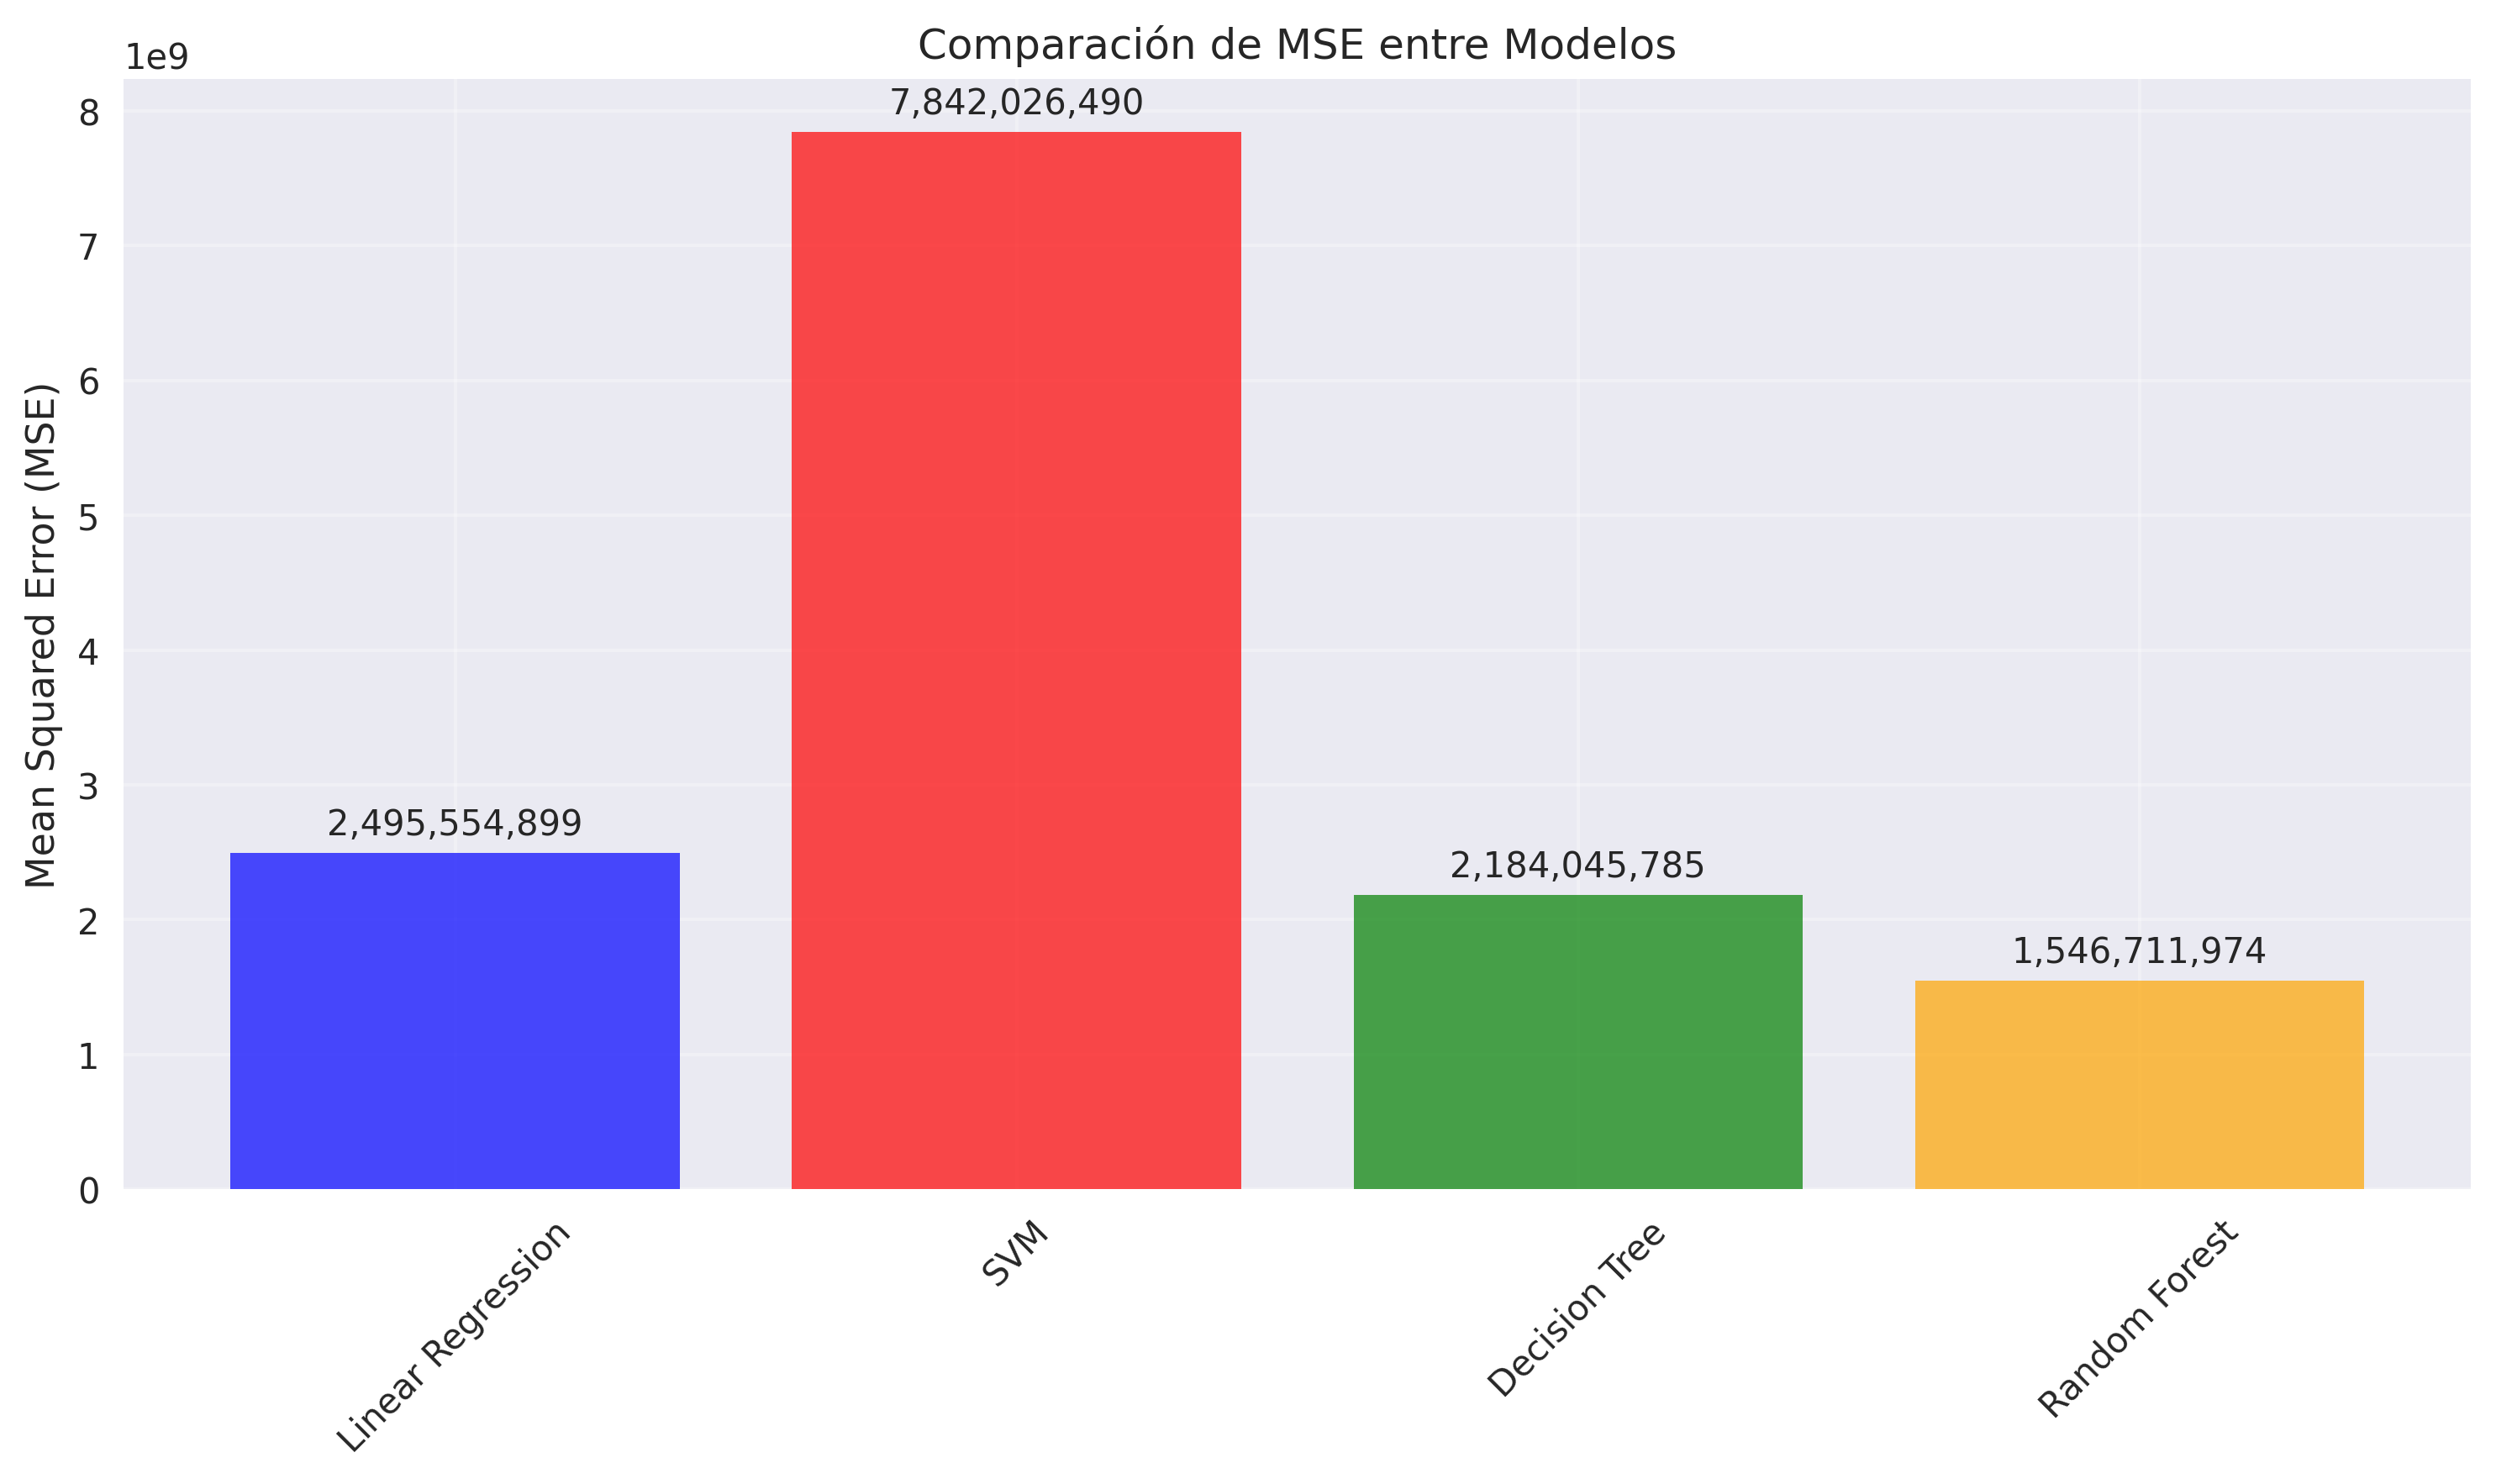 Comparación de MSE entre Modelos
1e9
8
7
6
5
4
3
2
1
0
Mean Squared Error (MSE)
2,495,554,899
7,842,026,490
2,184,045,785
1,546,711,974
Linear Regression
SVM
Decision Tree
Random Forest